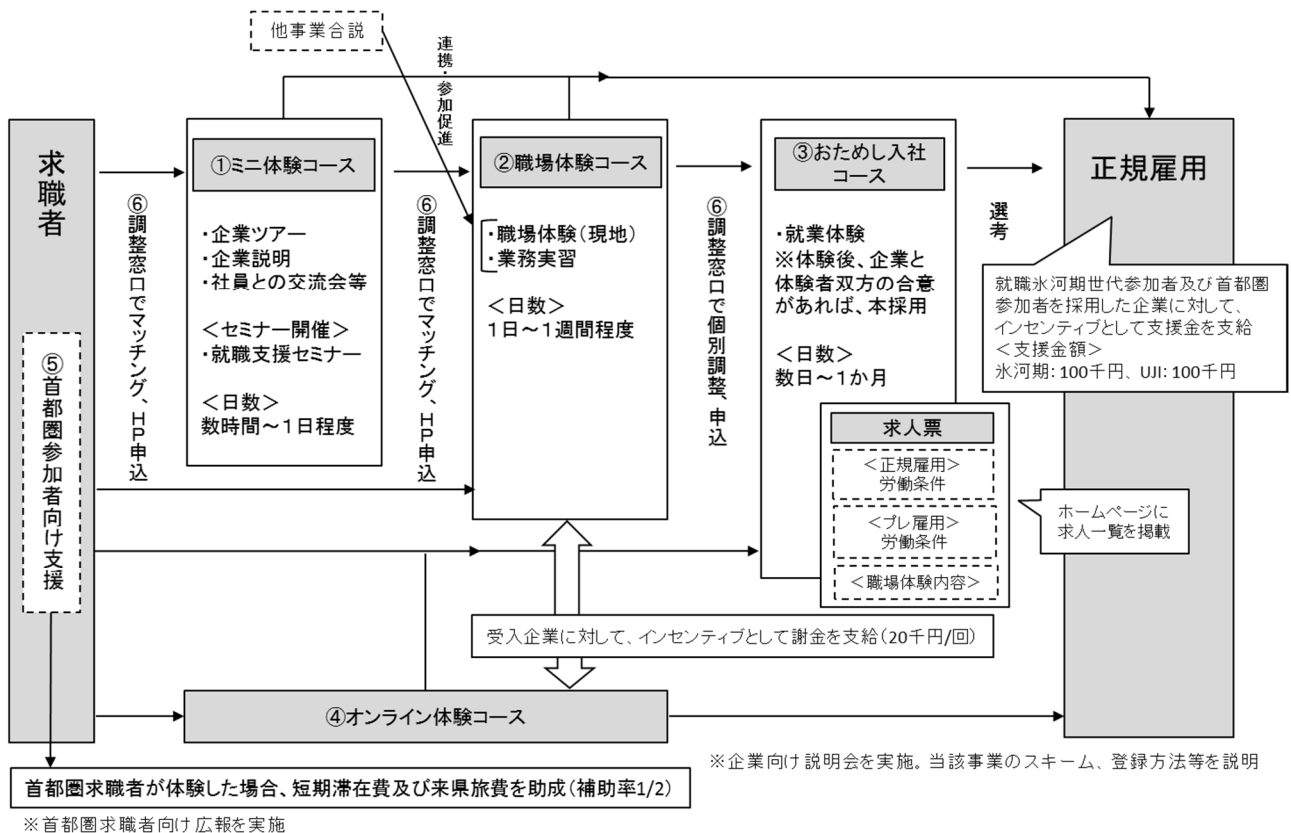 他事業合説
連携・参加促進
求職者
⑤首都圏参加者向け支援
⑥調整窓口でマッチング、HP申込
①ミニ体験コース
・企業ツアー
・企業説明
・社員との交流会等
＜セミナー開催＞
・就職支援セミナー
＜日数＞
数時間～１日程度
⑥調整窓口でマッチング、HP申込
②職場体験コース
・職場体験（現地）
・業務実習
＜日数＞
1日～1週間程度
⑥調整窓口で個別調整、申込
③おためし入社
コース
・就業体験
※体験後、企業と
体験者双方の合意
があれば、本採用
＜日数＞
数日～1か月
求人票
＜正規雇用＞
労働条件
＜プレ雇用＞
労働条件
＜職場体験内容＞
選考
正規雇用
就職氷河期世代参加者及び首都圏
参加者を採用した企業に対して、
インセンティブとして支援金を支給
＜支援金額＞
氷河期：100千円、UJI：100千円
ホームページに
求人一覧を掲載
受入企業に対して、インセンティブとして謝金を支給（20千円/回）
④オンライン体験コース
※企業向け説明会を実施。当該事業のスキーム、登録方法等を説明
首都圏求職者が体験した場合、短期滞在費及び来県旅費を助成（補助率1/2）
※首都圏求職者向け広報を実施